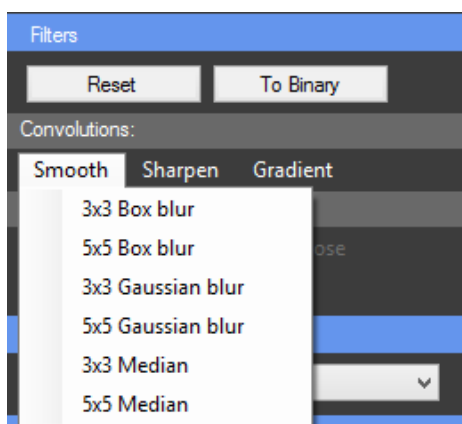 Filters
Reset To Binary
Convolutions:
Smooth Sharpen Gradient
3x3 Box blur
5x5 Box blur
3x3 Gaussian blur
5x5 Gaussian blur
3x3 Median
5x5 Median